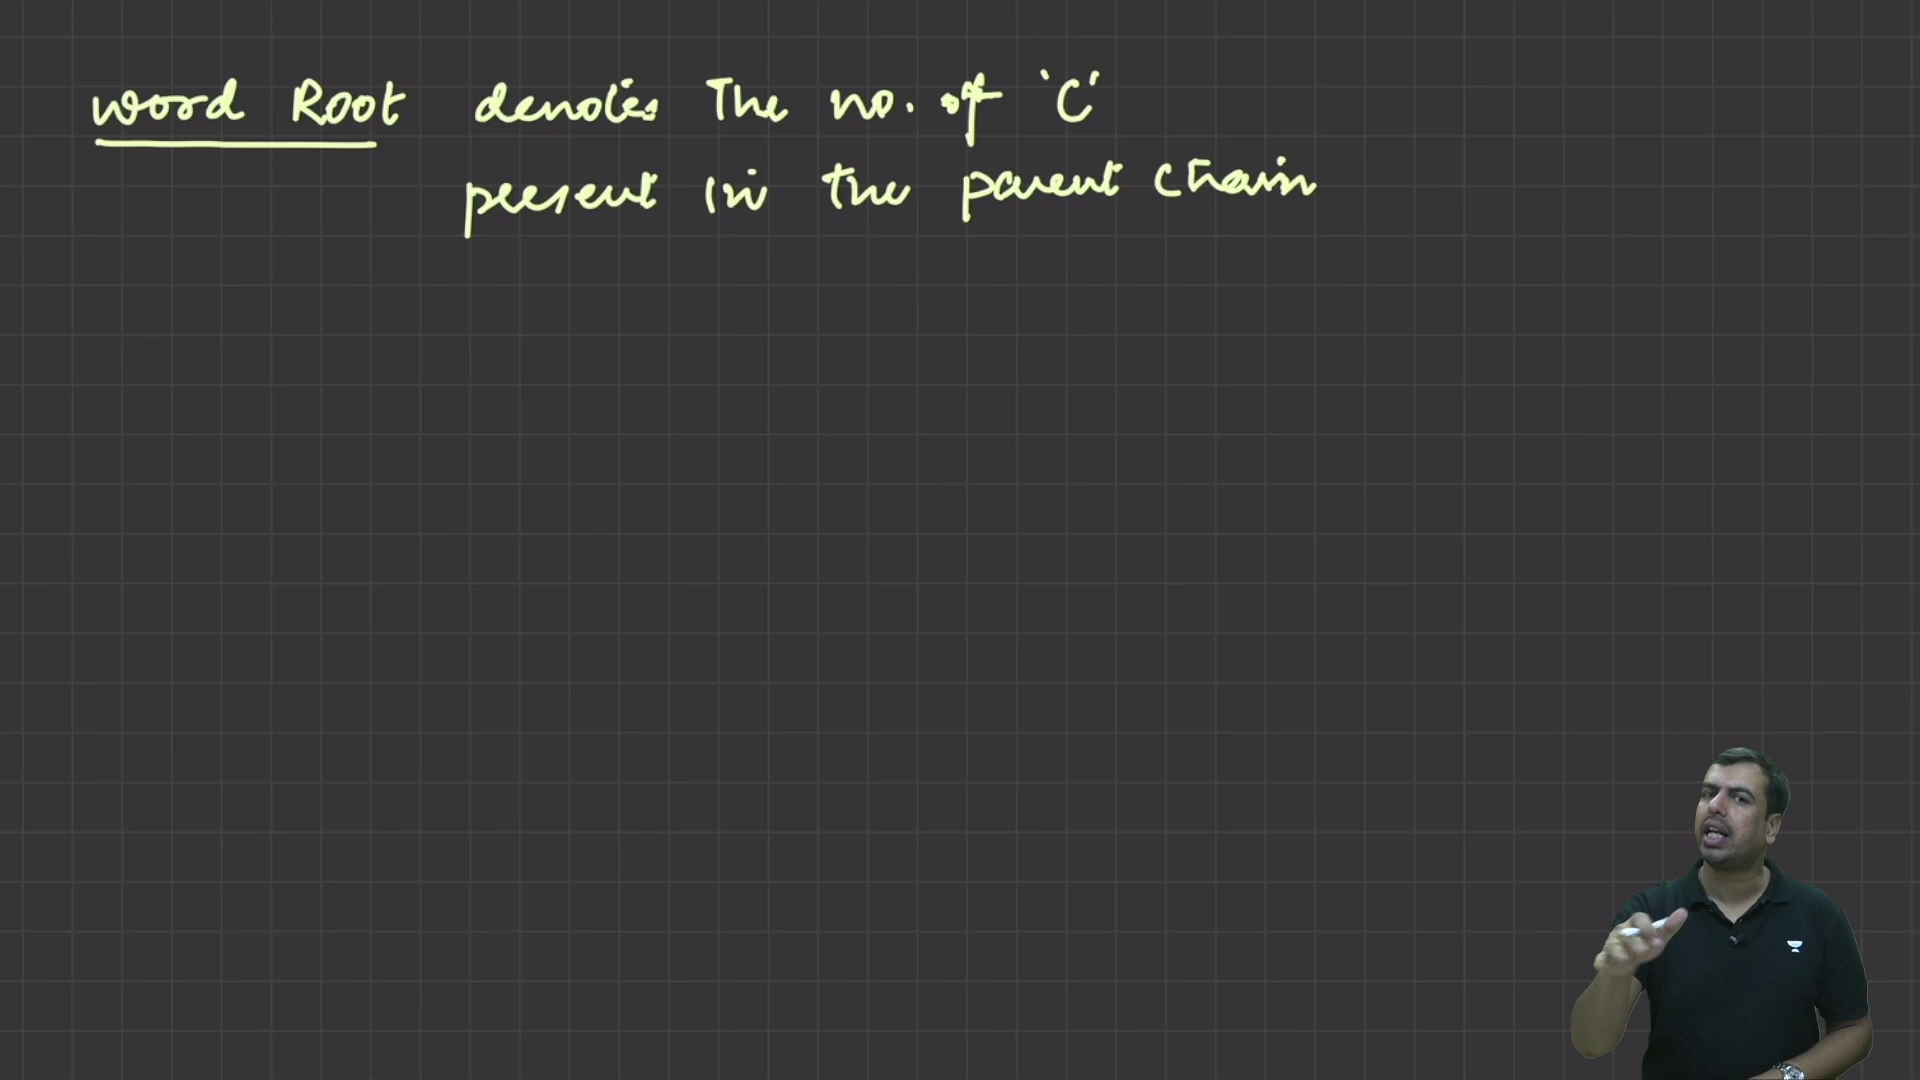 word Root denotes The no. of 'C'
present in the parent chain